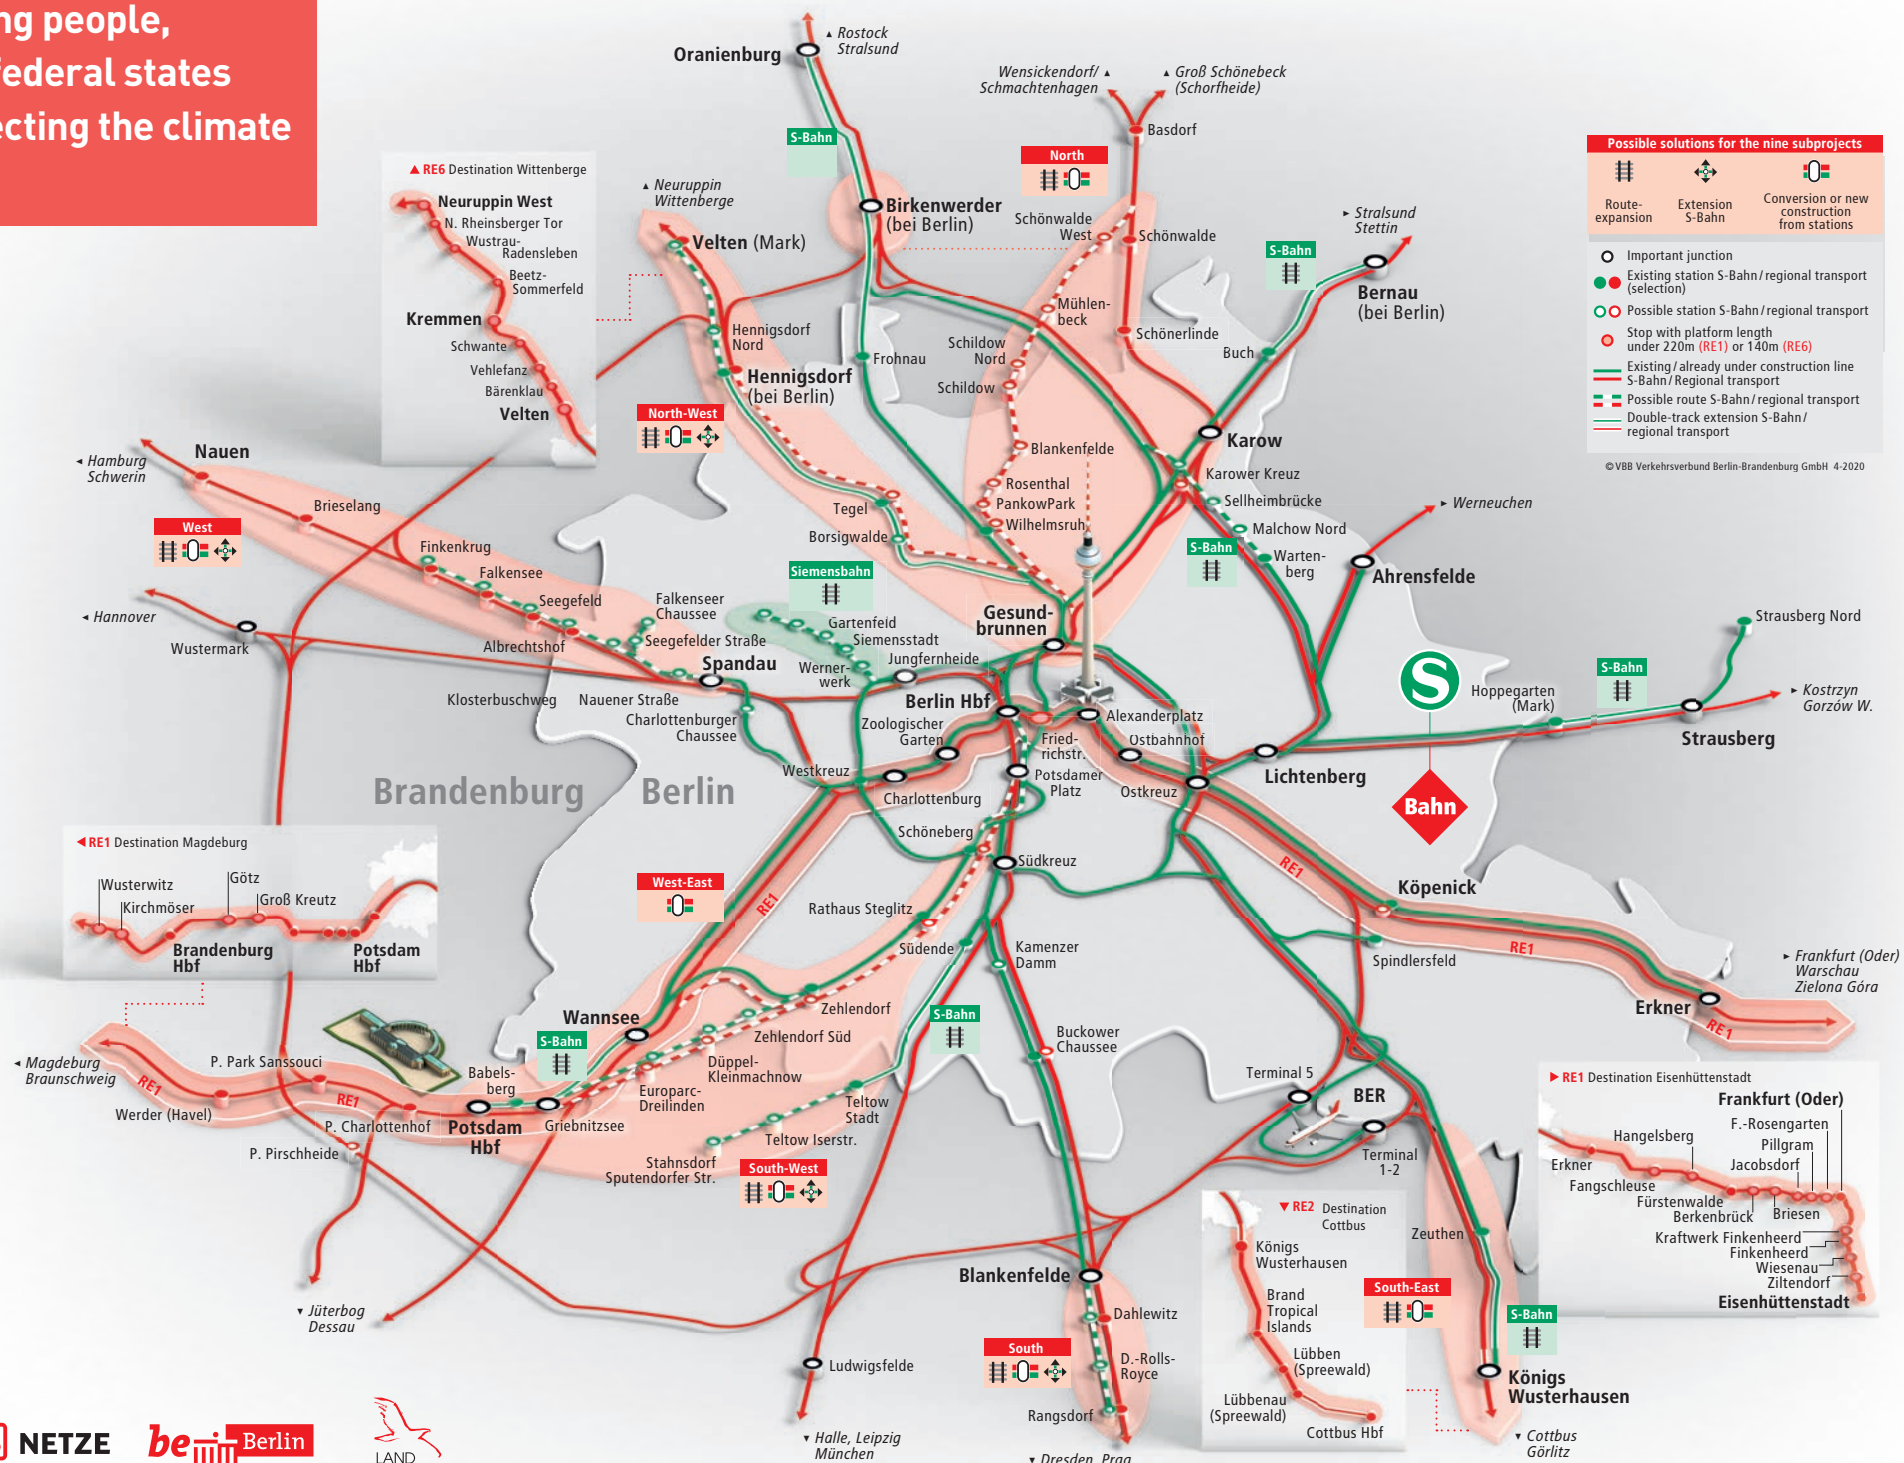 ng people,
federal states
ecting the climate
Oranienburg
▲ Rostock
Stralsund
Wensickendorf/ ▲
Schmachtenhagen
▲ Groß Schönebeck
(Schorfheide)
Basdorf
S-Bahn
North
Possible solutions for the nine subprojects
Route-
expansion
Extension
S-Bahn
Conversion or new
construction
from stations
Important junction
Existing station S-Bahn/regional transport
(selection)
Possible station S-Bahn/regional transport
Stop with platform length
under 220m (RE1) or 140m (RE6)
Existing/already under construction line
S-Bahn/Regional transport
Possible route S-Bahn/regional transport
Double-track extension S-Bahn/
regional transport
© VBB Verkehrsverbund Berlin-Brandenburg GmbH 4-2020
▲ RE6 Destination Wittenberge
Neuruppin West
N. Rheinsberger Tor
Wustrau-
Radensleben
Beetz-
Sommerfeld
Kremmen
Schwante
Vehlefanz
Bärenklau
Velten
▲ Neuruppin
Wittenberge
Velten (Mark)
Birkenwerder
(bei Berlin)
Schönwalde
West
Schönwalde
► Stralsund
Stettin
S-Bahn
Bernau
(bei Berlin)
Mühlen-
beck
Schönerlinde
Hennigsdorf
Nord
Frohnau
Schildow
Nord
Buch
Hennigsdorf
(bei Berlin)
Schildow
North-West
Karow
Nauen
◄ Hamburg
Schwerin
Blankenfelde
Karower Kreuz
Brieselang
Rosenthal
Sellheimbrücke
► Werneuchen
West
Tegel
PankowPark
Wilhelmsruh
Malchow Nord
Borsigwalde
S-Bahn
Warten-
berg
Finkenkrug
Falkensee
Siemensbahn
Ahrensfelde
Seegefeld
Falkenseer
Chaussee
◄ Hannover
Gesund-
brunnen
Gartenfeld
Siemensstadt
Strausberg Nord
Wustermark
Albrechtshof
Seegefelder Straße
Spandau
Werner-
werk
Jungfernheide
S-Bahn
S
Hoppegarten
(Mark)
► Kostrzyn
Gorzów W.
Klosterbuschweg
Nauener Straße
Berlin Hbf
Charlottenburger
Chaussee
Zoologischer
Garten
Alexanderplatz
Fried-
richstr.
Ostbahnhof
Strausberg
Brandenburg
Berlin
Westkreuz
Potsdamer
Platz
Ostkreuz
Lichtenberg
Charlottenburg
Bahn
Schöneberg
◄ RE1 Destination Magdeburg
Wusterwitz
Kirchmöser
Götz
Groß Kreutz
Brandenburg
Hbf
Potsdam
Hbf
Südkreuz
RE1
West-East
RE1
Köpenick
Rathaus Steglitz
Südende
Kamenzer
Damm
RE1
Spindlersfeld
► Frankfurt (Oder)
Warschau
Zielona Góra
Erkner
RE1
Wannsee
Zehlendorf
S-Bahn
Zehlendorf Süd
S-Bahn
Buckower
Chaussee
◄ Magdeburg
Braunschweig
P. Park Sanssouci
Babels-
berg
Düppel-
Kleinmachnow
Terminal 5
BER
RE1
RE1
Werder (Havel)
P. Charlottenhof
Europarc-
Dreilinden
Teltow
Stadt
Potsdam
Hbf
Griebnitzsee
P. Pirschheide
Teltow Iserstr.
Stahnsdorf
Sputendorfer Str.
South-West
Terminal
1-2
► RE1 Destination Eisenhüttenstadt
Frankfurt (Oder)
F.-Rosengarten
Hangelsberg
Pillgram
Erkner
Jacobsdorf
Fangschleuse
Fürstenwalde
Berkenbrück
Briesen
Kraftwerk Finkenheerd
Finkenheerd
Wiesenau
Ziltendorf
Eisenhüttenstadt
▼ RE2 Destination
Cottbus
Königs
Wusterhausen
Brand
Tropical
Islands
Lübben
(Spreewald)
Lübbenau
(Spreewald)
Cottbus Hbf
Zeuthen
South-East
S-Bahn
Blankenfelde
▼ Jüterbog
Dessau
Dahlewitz
South
D.-Rolls-
Royce
Ludwigsfelde
Königs
Wusterhausen
Rangsdorf
NETZE
be Berlin
LAND
▼ Halle, Leipzig
München
▼ Dresden, Prag
▼ Cottbus
Görlitz